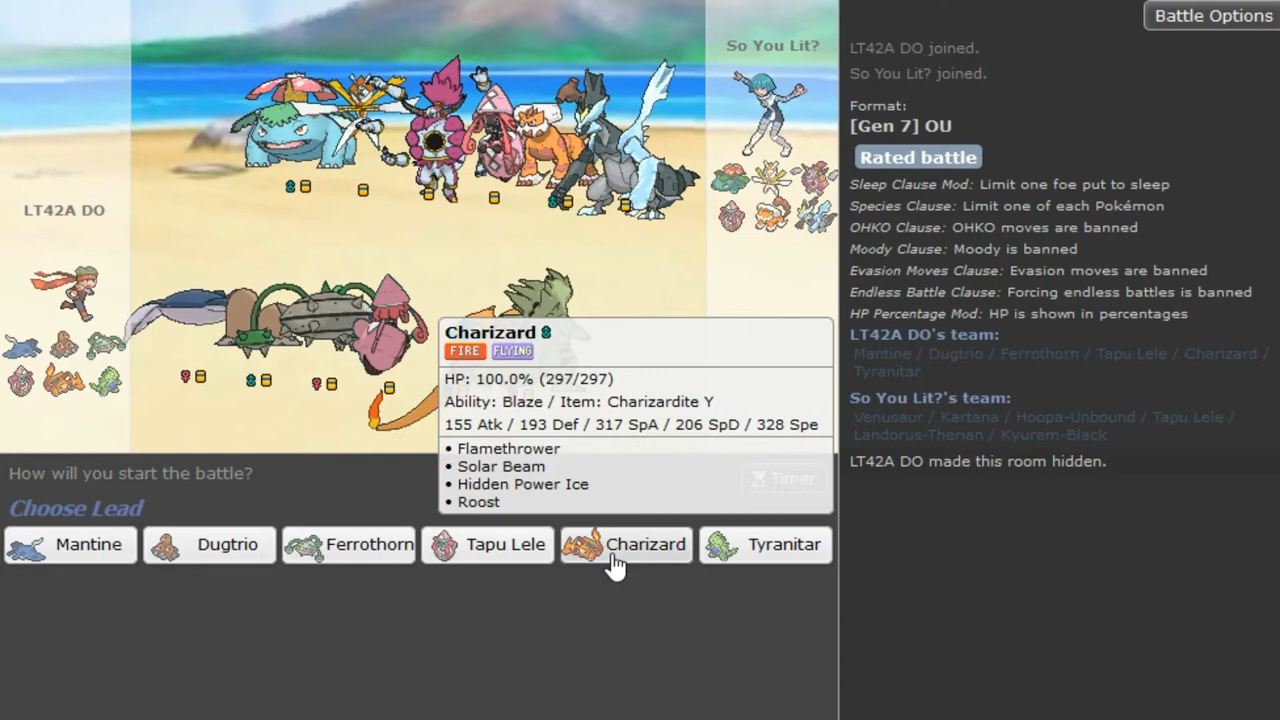 Battle Options
So You Lit?
LT42A DO
LT42A DO joined.
So You Lit? joined.
Format:
[Gen 7] OU
Rated battle
Sleep Clause Mod: Limit one foe put to sleep
Species Clause: Limit one of each Pokémon
OHKO Clause: OHKO moves are banned
Moody Clause: Moody is banned
Evasion Moves Clause: Evasion moves are banned
Endless Battle Clause: Forcing endless battles is banned
HP Percentage Mod: HP is shown in percentages
LT42A DO's team:
Mantine / Dugtrio / Ferrothorn / Tapu Lele / Charizard /
Tyranitar
So You Lit?'s team:
Venusaur / Kartana / Hoopa-Unbound / Tapu Lele /
Landorus-Therian / Kyurem-Black
LT42A DO made this room hidden.
Charizard
FIRE FLYING
HP: 100.0% (297/297)
Ability: Blaze / Item: Charizardite Y
155 Atk / 193 Def / 317 SpA / 206 SpD / 328 Spe
• Flamethrower
• Solar Beam
• Hidden Power Ice
• Roost
Timer
How will you start the battle?
Choose Lead
Mantine
Dugtrio
Ferrothorn
Tapu Lele
Charizard
Tyranitar